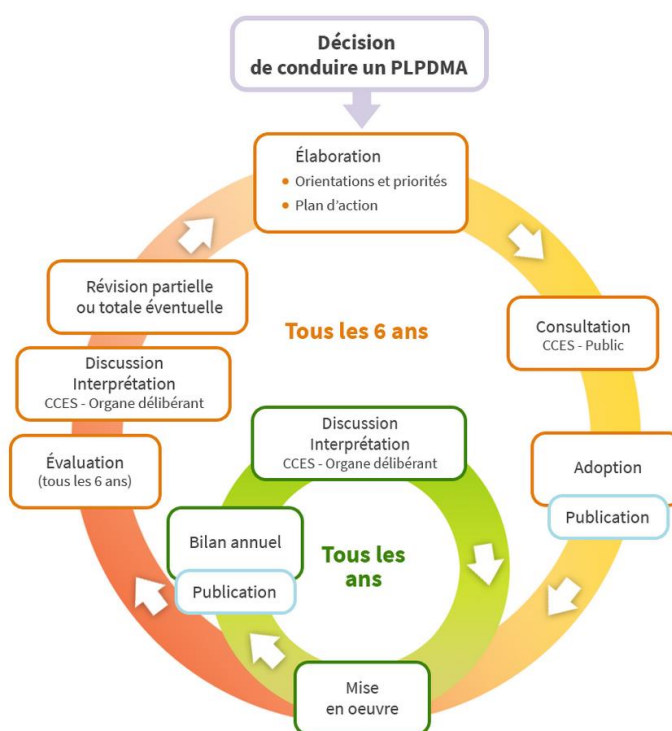 Décision
de conduire un PLPDMA
Élaboration
• Orientations et priorités
• Plan d'action
Consultation
CCES - Public
Adoption
Publication
Mise
en oeuvre
Évaluation
(tous les 6 ans)
Discussion
Interprétation
CCES - Organe délibérant
Révision partielle
ou totale éventuelle
Tous les 6 ans
Discussion
Interprétation
CCES - Organe délibérant
Bilan annuel
Publication
Tous les
ans